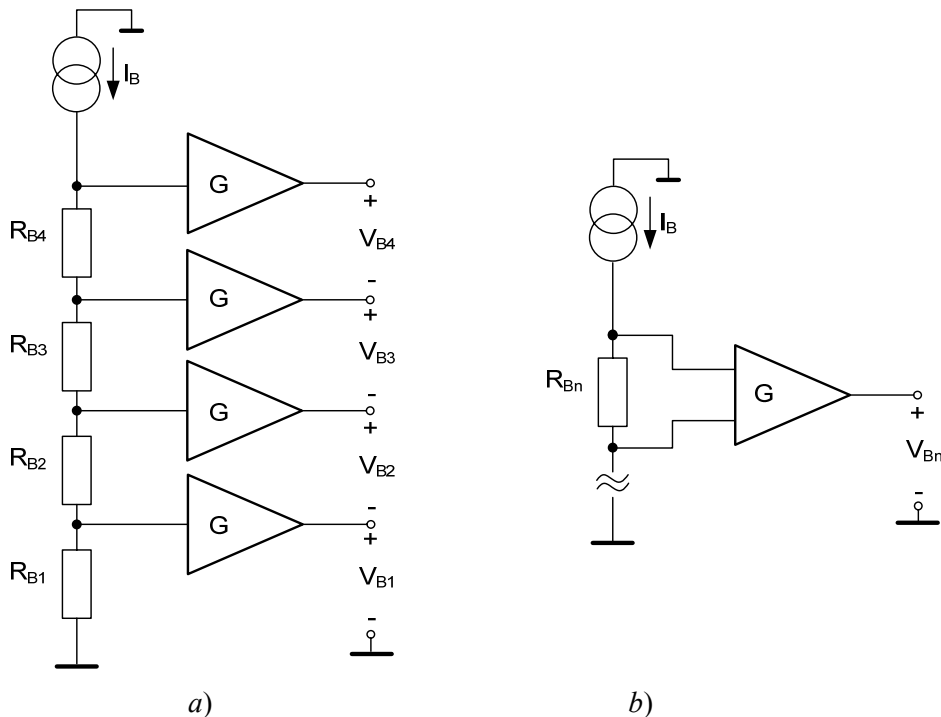 I_B
G
+
R_B4
V_B4
-
G
+
R_B3
V_B3
-
G
+
R_B2
V_B2
-
G
+
R_B1
V_B1
-
a)
I_B
R_Bn
G
+
V_Bn
-
b)